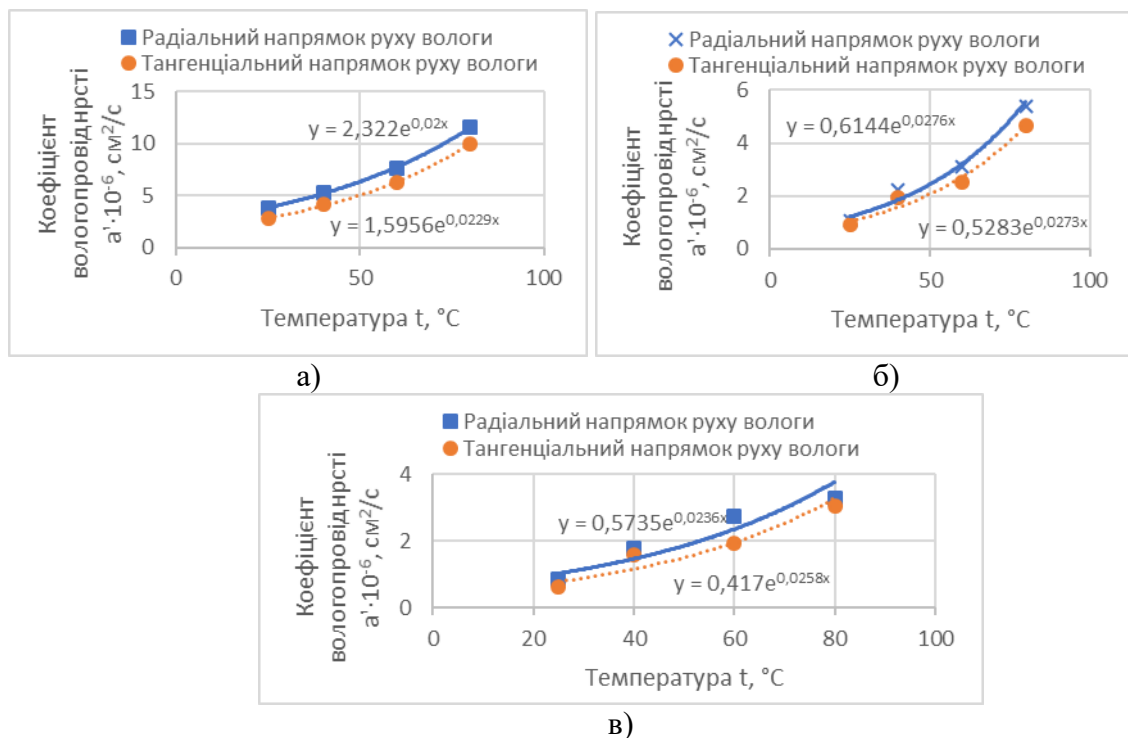 Радіальний напрямок руху вологи
Тангенціальний напрямок руху вологи
Коефіцієнт
вологопровіднрсті
a'·10⁻⁶, см²/с
15
10
5
0
y = 2,322e^0,02x
y = 1,5956e^0,0229x
0
50
100
Температура t, °C
а)
Радіальний напрямок руху вологи
Тангенціальний напрямок руху вологи
Коефіцієнт
вологопровіднрсті
a'·10⁻⁶, см²/с
6
4
2
0
y = 0,6144e^0,0276x
y = 0,5283e^0,0273x
0
50
100
Температура t, °C
б)
Радіальний напрямок руху вологи
Тангенціальний напрямок руху вологи
Коефіцієнт
вологопровіднрсті
a'·10⁻⁶, см²/с
4
2
0
y = 0,5735e^0,0236x
y = 0,417e^0,0258x
0
20
40
60
80
100
Температура t, °C
в)